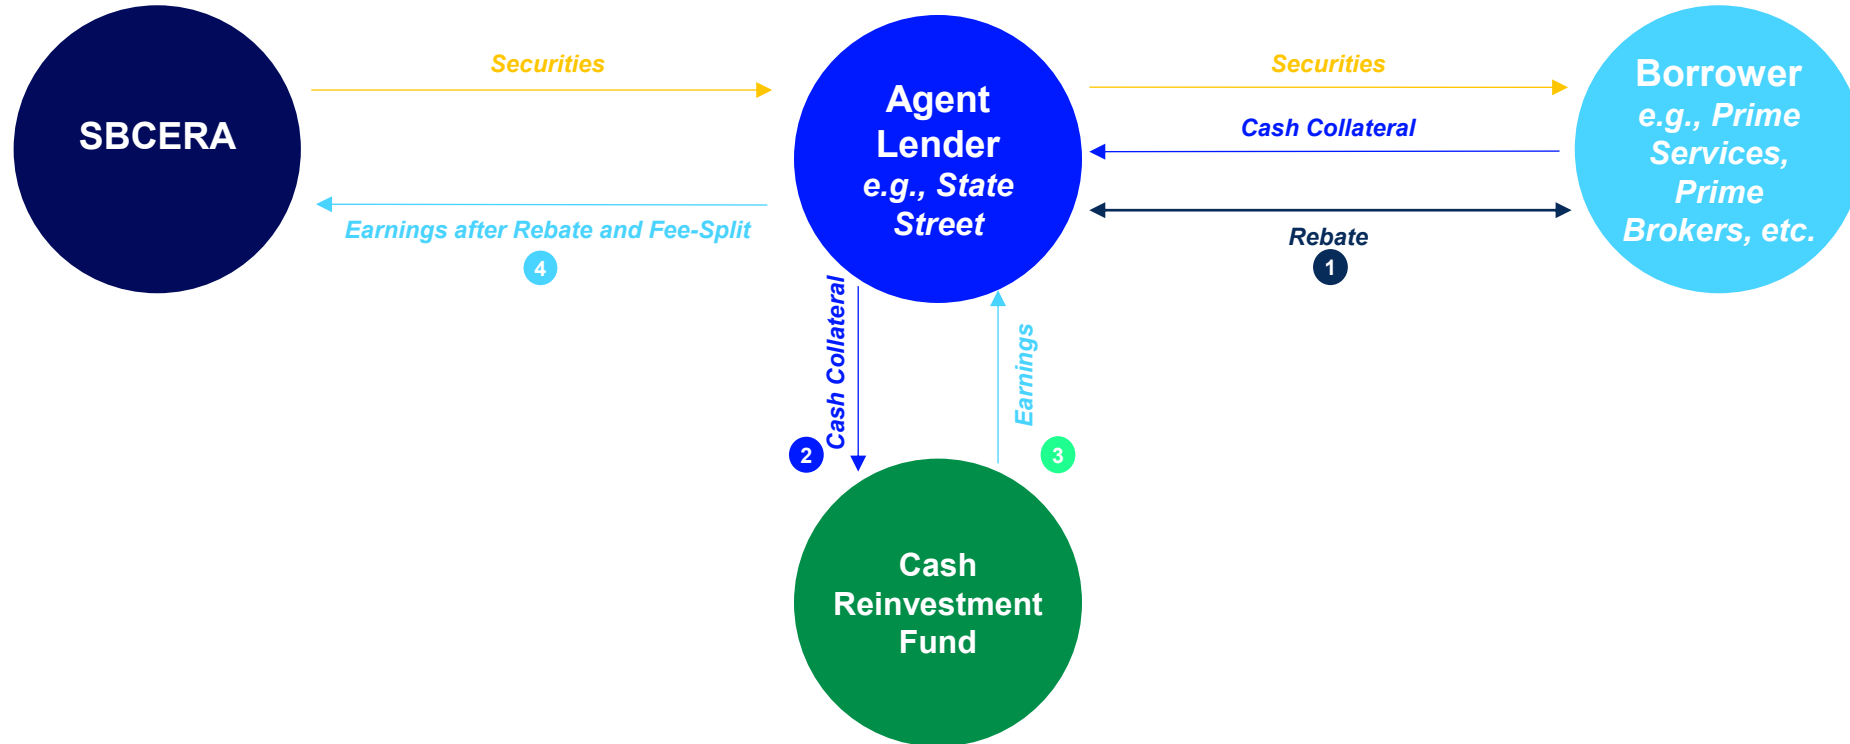 SBCERA
Securities
Earnings after Rebate and Fee-Split
4
Agent
Lender
e.g., State
Street
Securities
Cash Collateral
Rebate
1
Borrower
e.g., Prime
Services,
Prime
Brokers, etc.
Cash Collateral
2
Earnings
3
Cash
Reinvestment
Fund